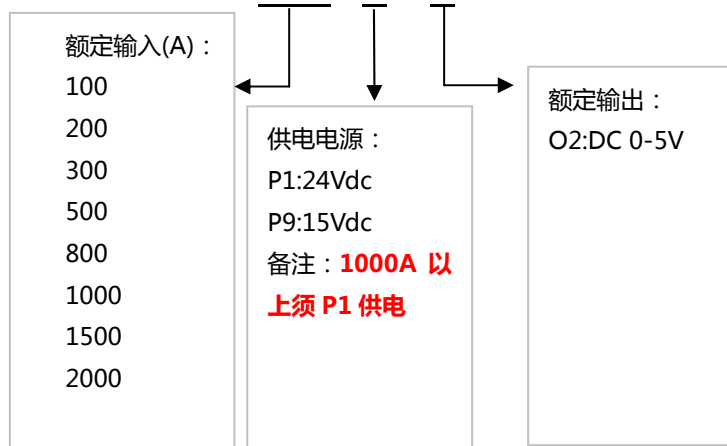 额定输入(A)：
100
200
300
500
800
1000
1500
2000
供电电源：
P1:24Vdc
P9:15Vdc
备注：1000A 以
上须 P1 供电
额定输出：
O2:DC 0-5V